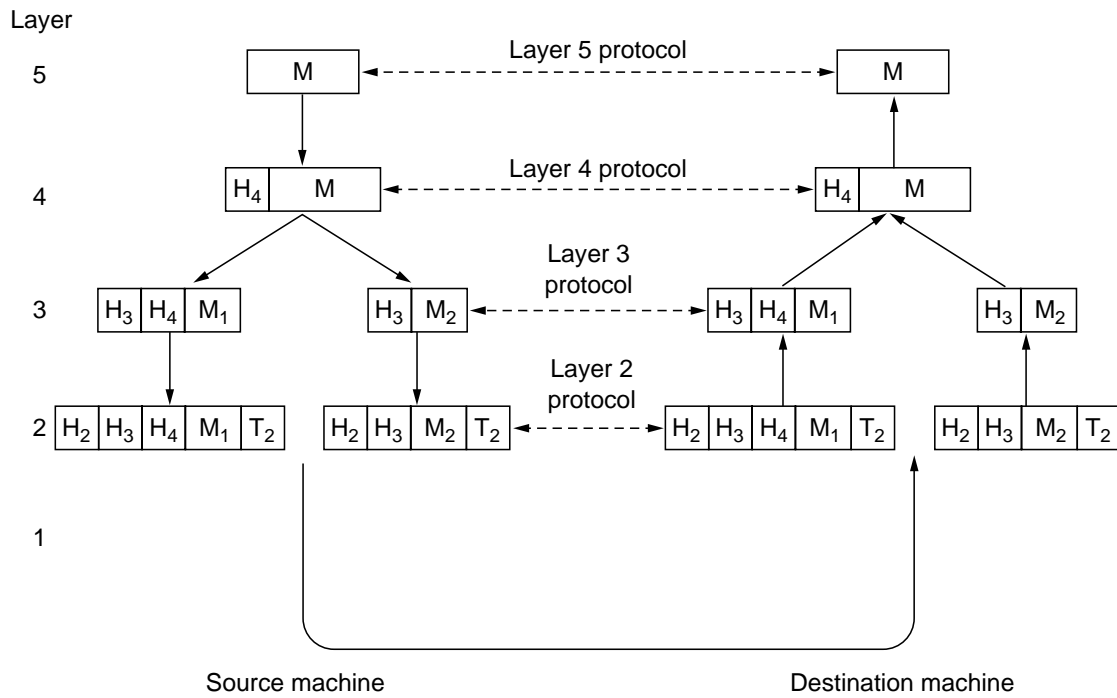 Layer
5 M Layer 5 protocol M
4 H4 M Layer 4 protocol H4 M
Layer 3
protocol
3 H3 H4 M1 H3 M2 H3 H4 M1 H3 M2
Layer 2
protocol
2 H2 H3 H4 M1 T2 H2 H3 M2 T2 H2 H3 H4 M1 T2 H2 H3 M2 T2
1
Source machine Destination machine